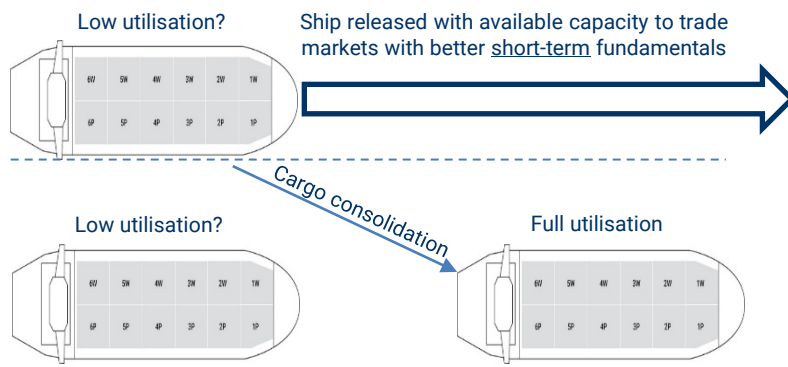 Low utilisation?
Ship released with available capacity to trade
markets with better short-term fundamentals
6W 5W 4W 3W 2W 1W
6P 5P 4P 3P 2P 1P
Cargo consolidation
Low utilisation?
Full utilisation
6W 5W 4W 3W 2W 1W
6P 5P 4P 3P 2P 1P
6W 5W 4W 3W 2W 1W
6P 5P 4P 3P 2P 1P